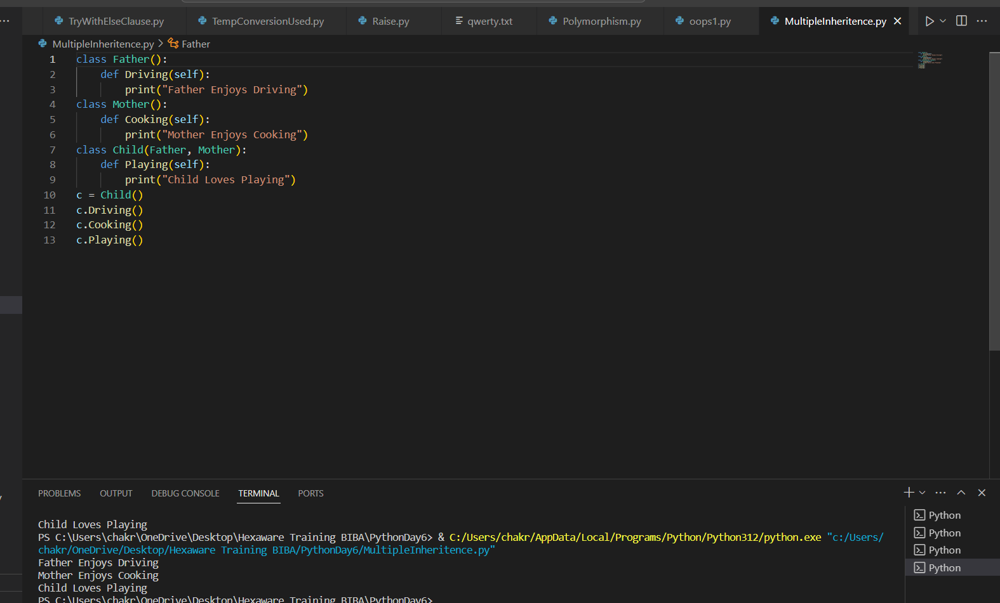 TryWithElseClause.py TempConversionUsed.py Raise.py qwerty.txt Polymorphism.py oops1.py MultipleInheritence.py
MultipleInheritence.py > Father
1 class Father():
2     def Driving(self):
3         print("Father Enjoys Driving")
4 class Mother():
5     def Cooking(self):
6         print("Mother Enjoys Cooking")
7 class Child(Father, Mother):
8     def Playing(self):
9         print("Child Loves Playing")
10 c = Child()
11 c.Driving()
12 c.Cooking()
13 c.Playing()
PROBLEMS OUTPUT DEBUG CONSOLE TERMINAL PORTS
Child Loves Playing
PS C:\Users\chakr\OneDrive\Desktop\Hexaware Training BIBA\PythonDay6> & C:/Users/chakr/AppData/Local/Programs/Python/Python312/python.exe "c:/Users/
chakr/OneDrive/Desktop/Hexaware Training BIBA/PythonDay6/MultipleInheritence.py"
Father Enjoys Driving
Mother Enjoys Cooking
Child Loves Playing
PS C:\Users\chakr\OneDrive\Desktop\Hexaware Training BIBA\PythonDay6>
Python
Python
Python
Python